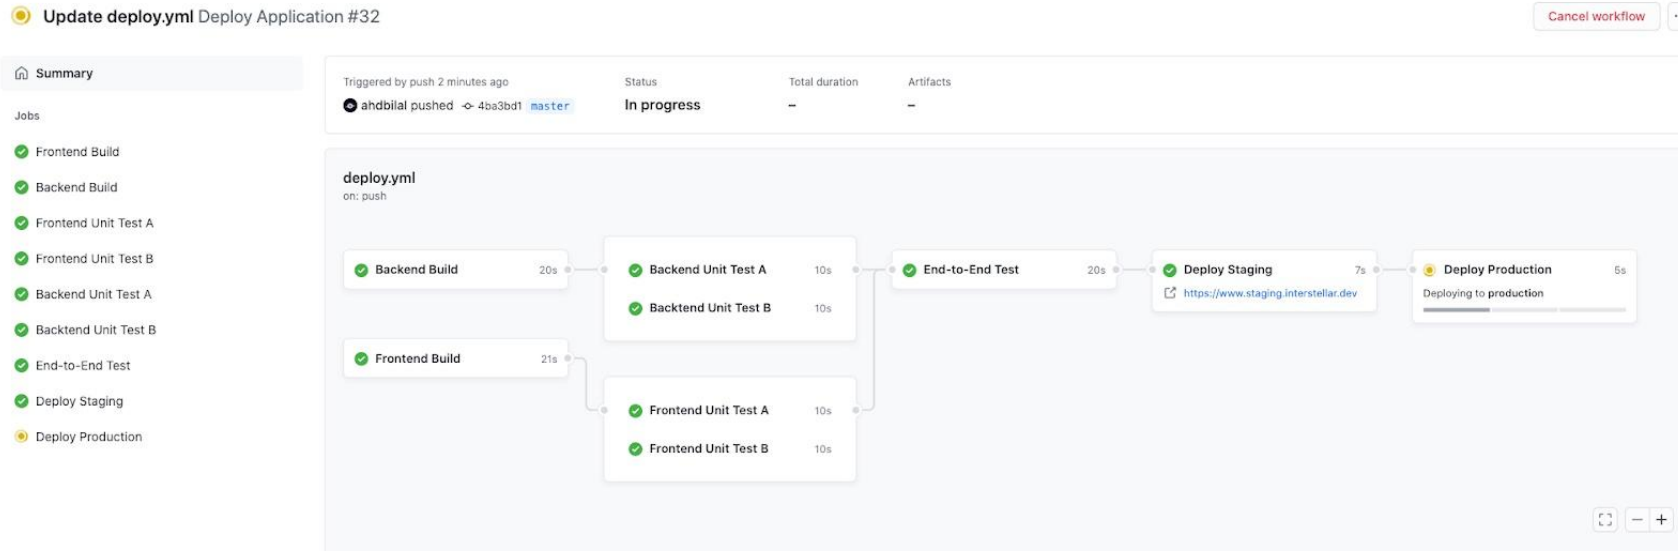 Update deploy.yml Deploy Application #32
Cancel workflow
Summary
Jobs
Frontend Build
Backend Build
Frontend Unit Test A
Frontend Unit Test B
Backend Unit Test A
Backtend Unit Test B
End-to-End Test
Deploy Staging
Deploy Production
Triggered by push 2 minutes ago
ahdbilal pushed 4ba3bd1 master
Status
In progress
Total duration
–
Artifacts
–
deploy.yml
on: push
Backend Build 20s
Frontend Build 21s
Backend Unit Test A 10s
Backtend Unit Test B 10s
Frontend Unit Test A 10s
Frontend Unit Test B 10s
End-to-End Test 20s
Deploy Staging 7s
https://www.staging.interstellar.dev
Deploy Production 5s
Deploying to production